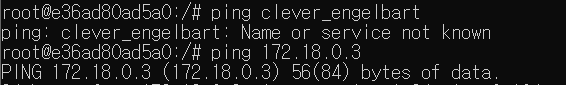 root@e36ad80ad5a0:/# ping clever_engelbart
ping: clever_engelbart: Name or service not known
root@e36ad80ad5a0:/# ping 172.18.0.3
PING 172.18.0.3 (172.18.0.3) 56(84) bytes of data.